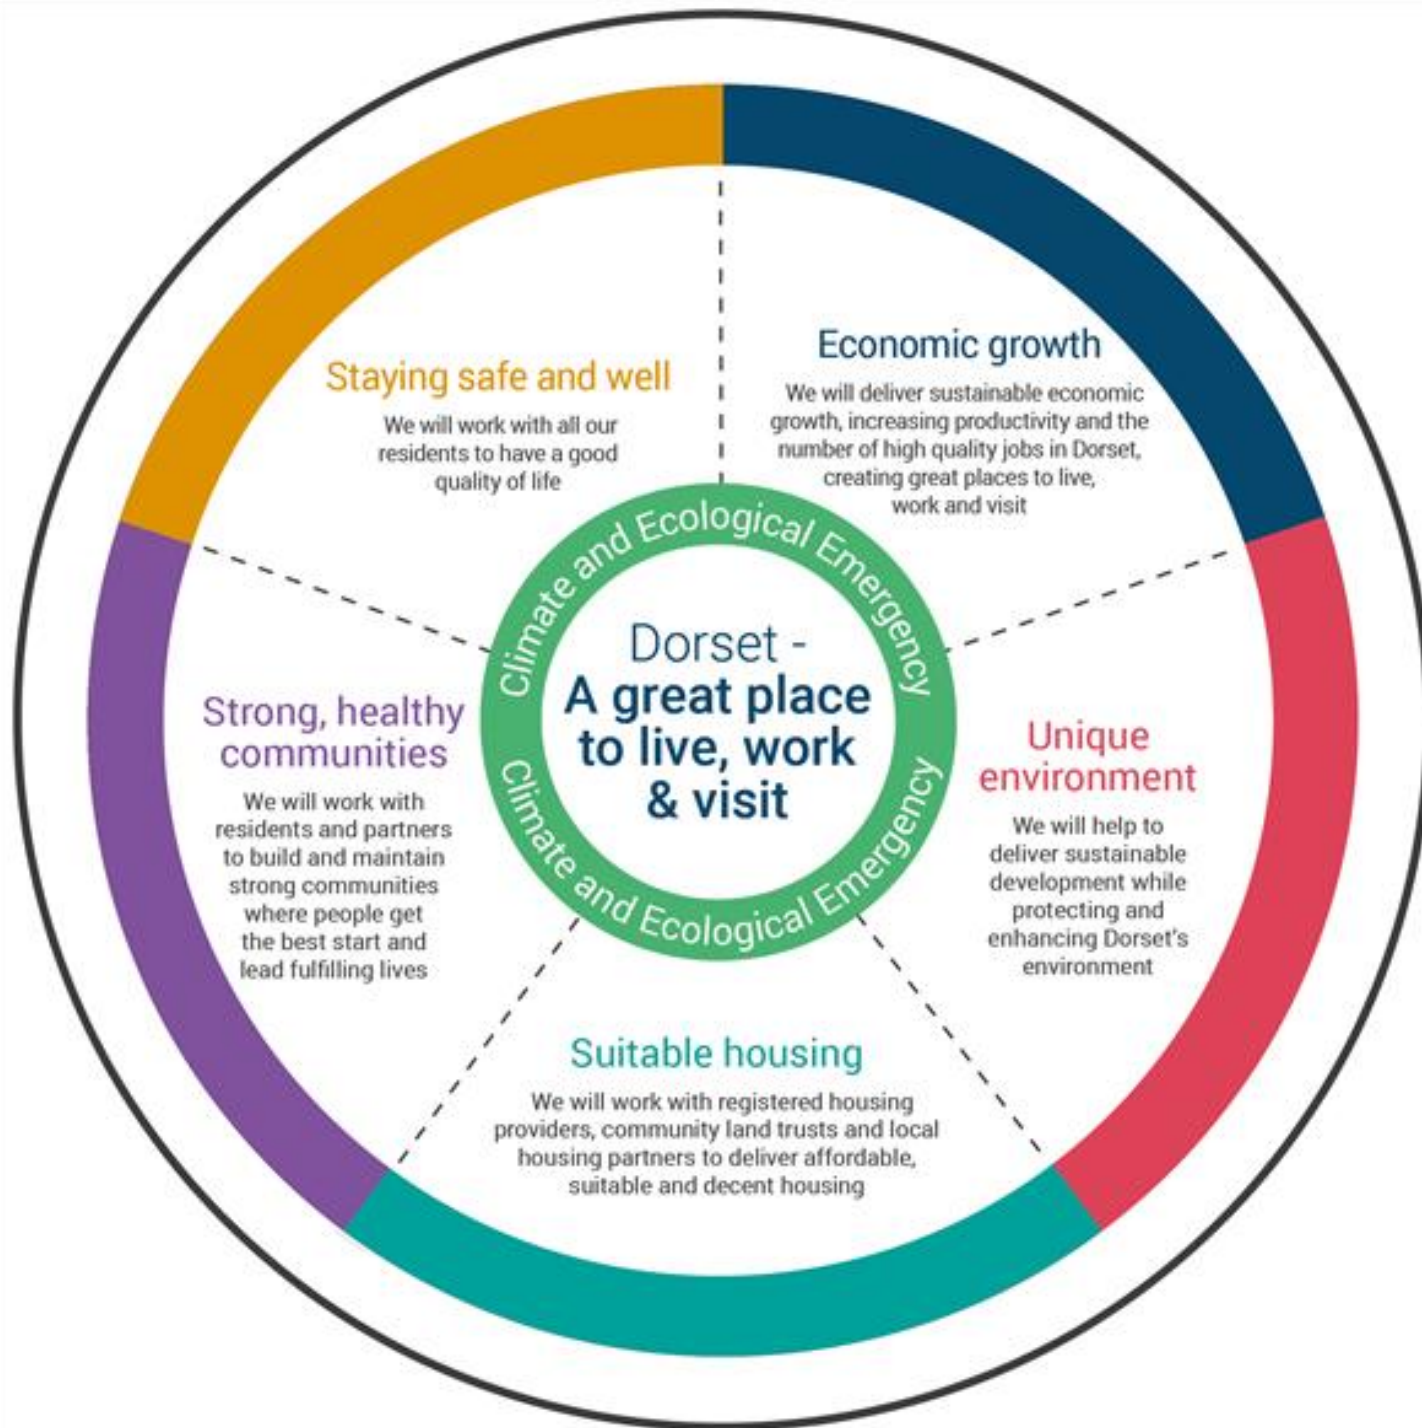 Economic growth
We will deliver sustainable economic
growth, increasing productivity and the
number of high quality jobs in Dorset,
creating great places to live,
work and visit
Unique
environment
We will help to
deliver sustainable
development while
protecting and
enhancing Dorset's
environment
Suitable housing
We will work with registered housing
providers, community land trusts and local
housing partners to deliver affordable,
suitable and decent housing
Strong, healthy
communities
We will work with
residents and partners
to build and maintain
strong communities
where people get
the best start and
lead fulfilling lives
Staying safe and well
We will work with all our
residents to have a good
quality of life
Climate and Ecological Emergency
Dorset -
A great place
to live, work
& visit
Climate and Ecological Emergency